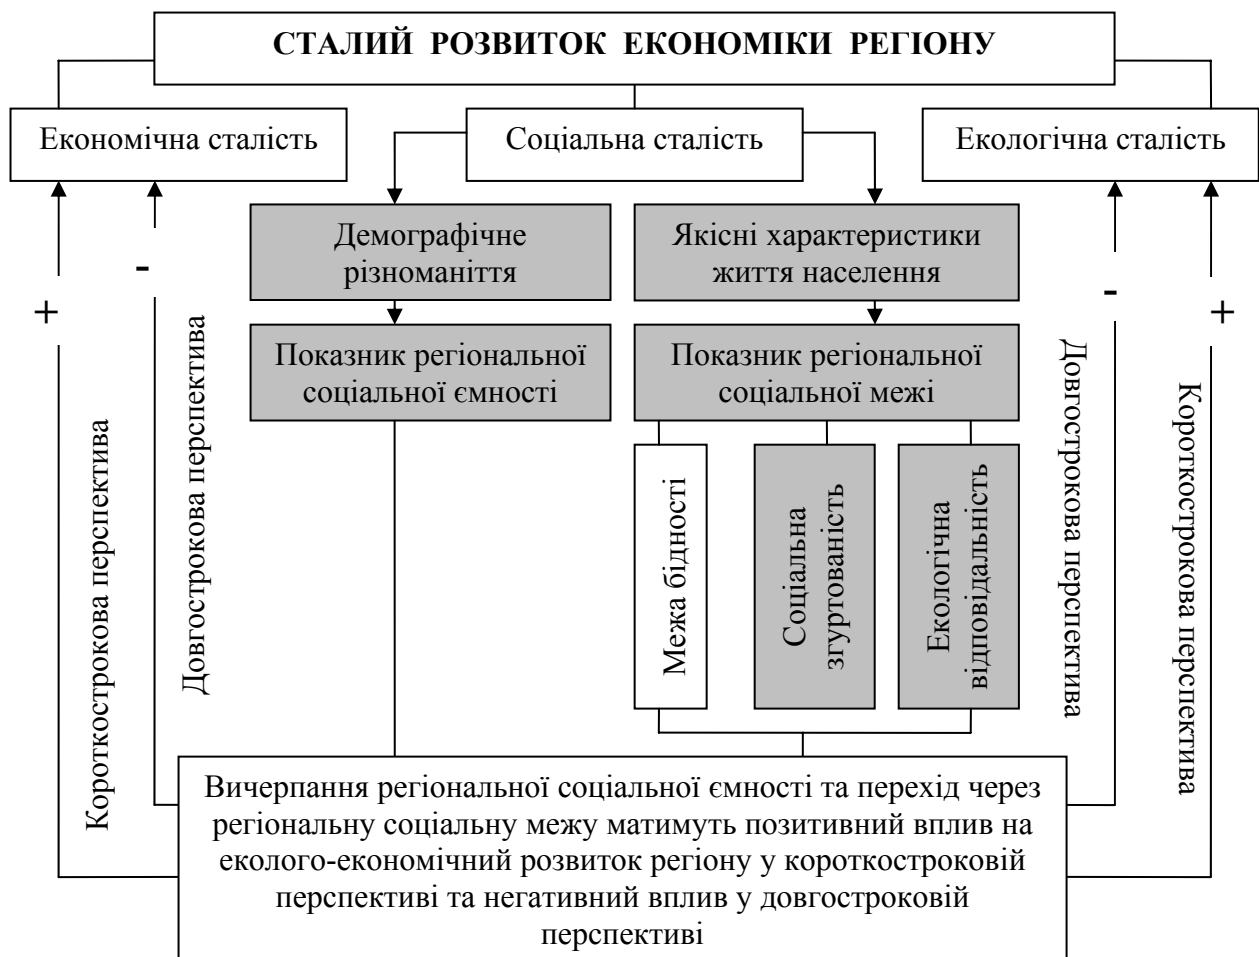 СТАЛИЙ РОЗВИТОК ЕКОНОМІКИ РЕГІОНУ
Економічна сталість
Соціальна сталість
Екологічна сталість
Демографічне
різноманіття
Якісні характеристики
життя населення
Показник регіональної
соціальної ємності
Показник регіональної
соціальної межі
+
-
-
+
Короткострокова перспектива
Довгострокова перспектива
Межа бідності
Соціальна
згуртованість
Екологічна
відповідальність
Довгострокова перспектива
Короткострокова перспектива
Вичерпання регіональної соціальної ємності та перехід через
регіональну соціальну межу матимуть позитивний вплив на
еколого-економічний розвиток регіону у короткостроковій
перспективі та негативний вплив у довгостроковій
перспективі